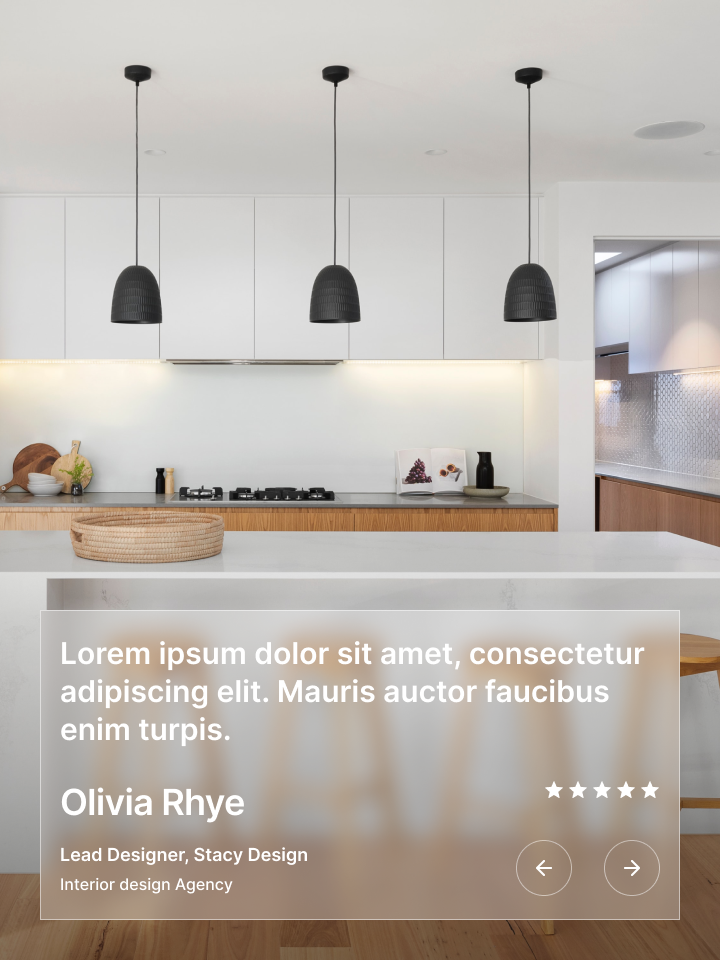 Lorem ipsum dolor sit amet, consectetur
adipiscing elit. Mauris auctor faucibus
enim turpis.
Olivia Rhye
Lead Designer, Stacy Design
Interior design Agency